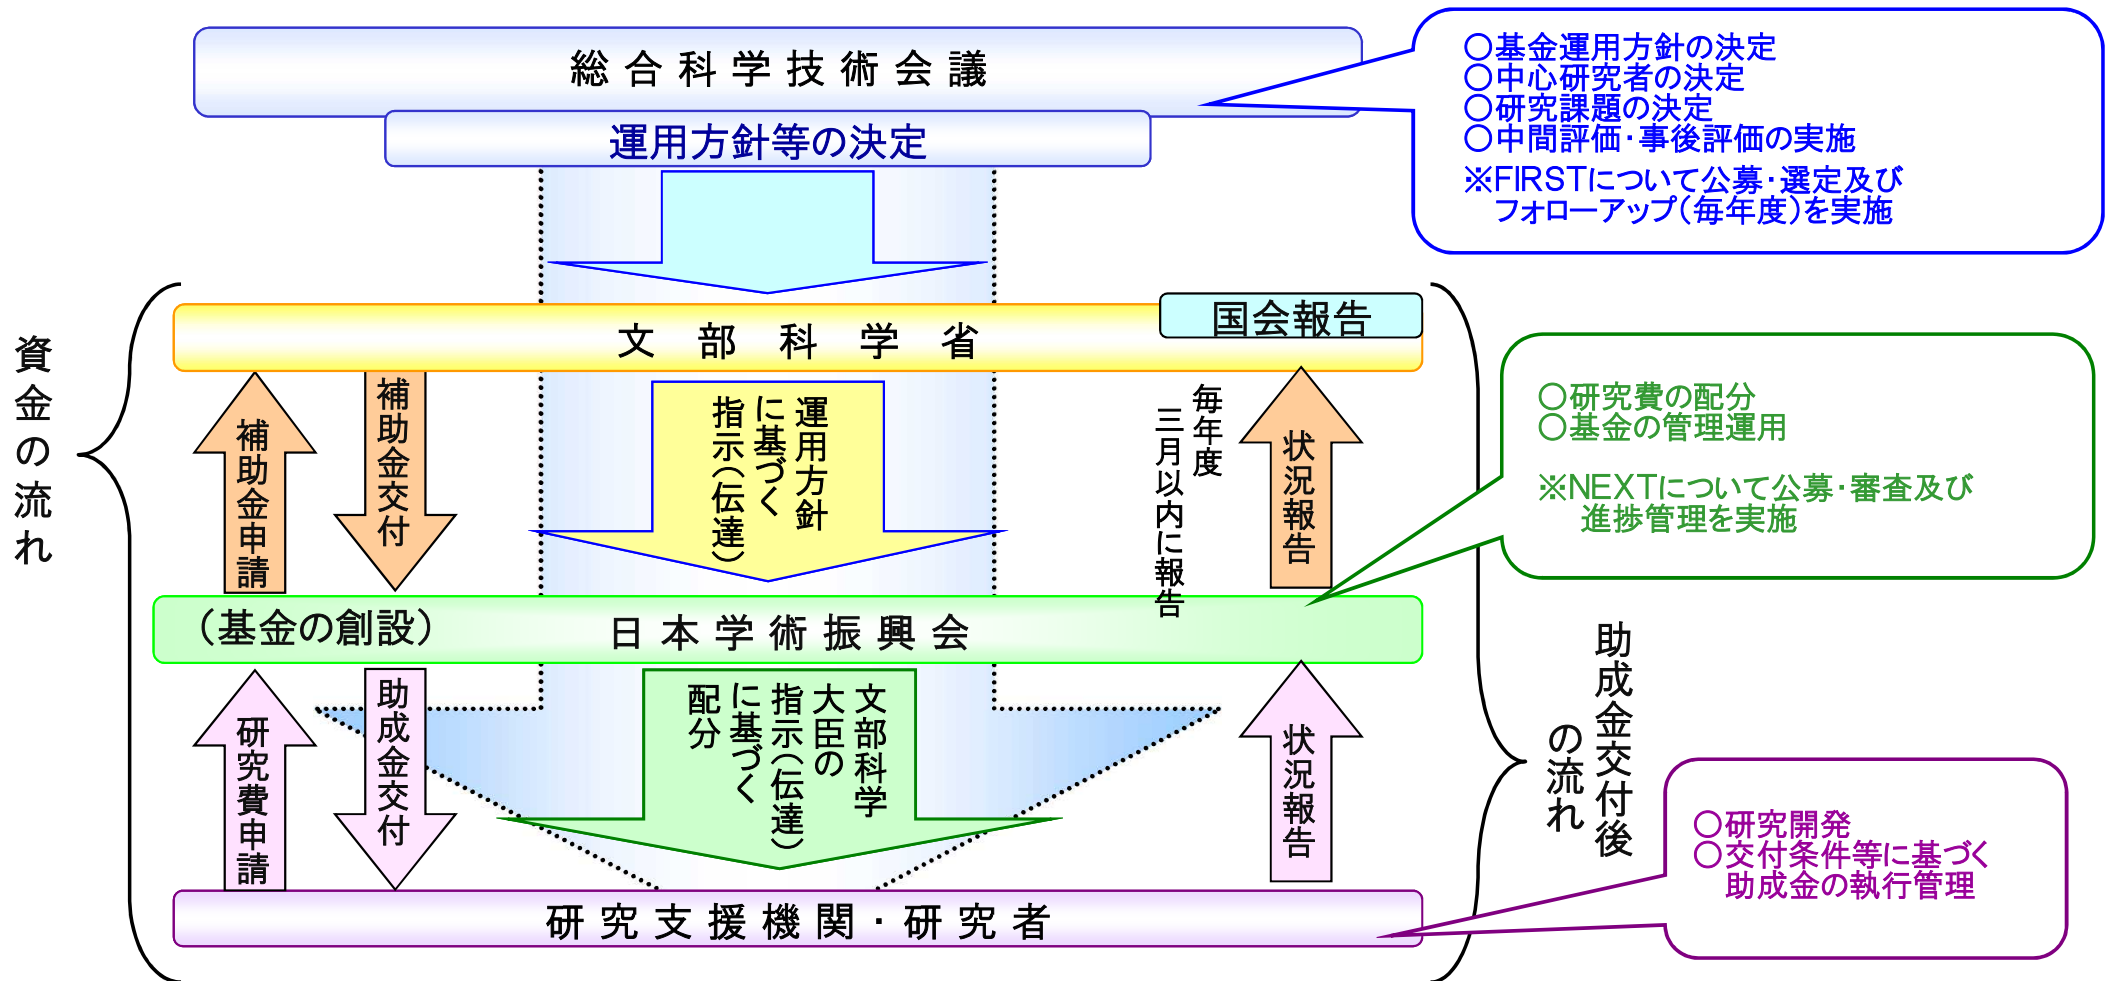 総合科学技術会議
運用方針等の決定
○基金運用方針の決定
○中心研究者の決定
○研究課題の決定
○中間評価・事後評価の実施
※FIRSTについて公募・選定及び
フォローアップ(毎年度)を実施
資金の流れ
文部科学省
国会報告
補助金申請
補助金交付
運用方針
に基づく
指示(伝達)
毎年度
三月以内に報告
状況報告
○研究費の配分
○基金の管理運用
※NEXTについて公募・審査及び
進捗管理を実施
(基金の創設)
日本学術振興会
研究費申請
助成金交付
文部科学
大臣の
指示(伝達)
に基づく
配分
状況報告
助成金交付後
の流れ
○研究開発
○交付条件等に基づく
助成金の執行管理
研究支援機関・研究者